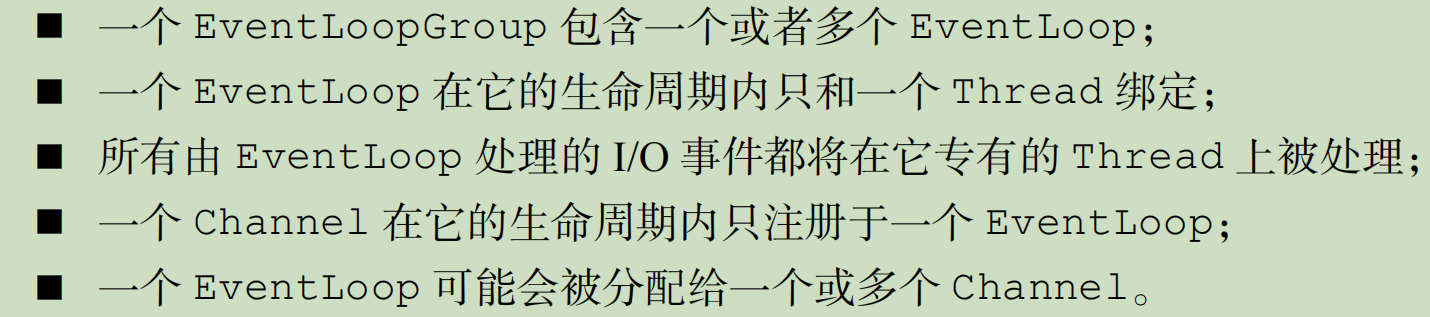 ■ 一个 EventLoopGroup 包含一个或者多个 EventLoop；
■ 一个 EventLoop 在它的生命周期内只和一个 Thread 绑定；
■ 所有由 EventLoop 处理的 I/O 事件都将在它专有的 Thread 上被处理；
■ 一个 Channel 在它的生命周期内只注册于一个 EventLoop；
■ 一个 EventLoop 可能会被分配给一个或多个 Channel。